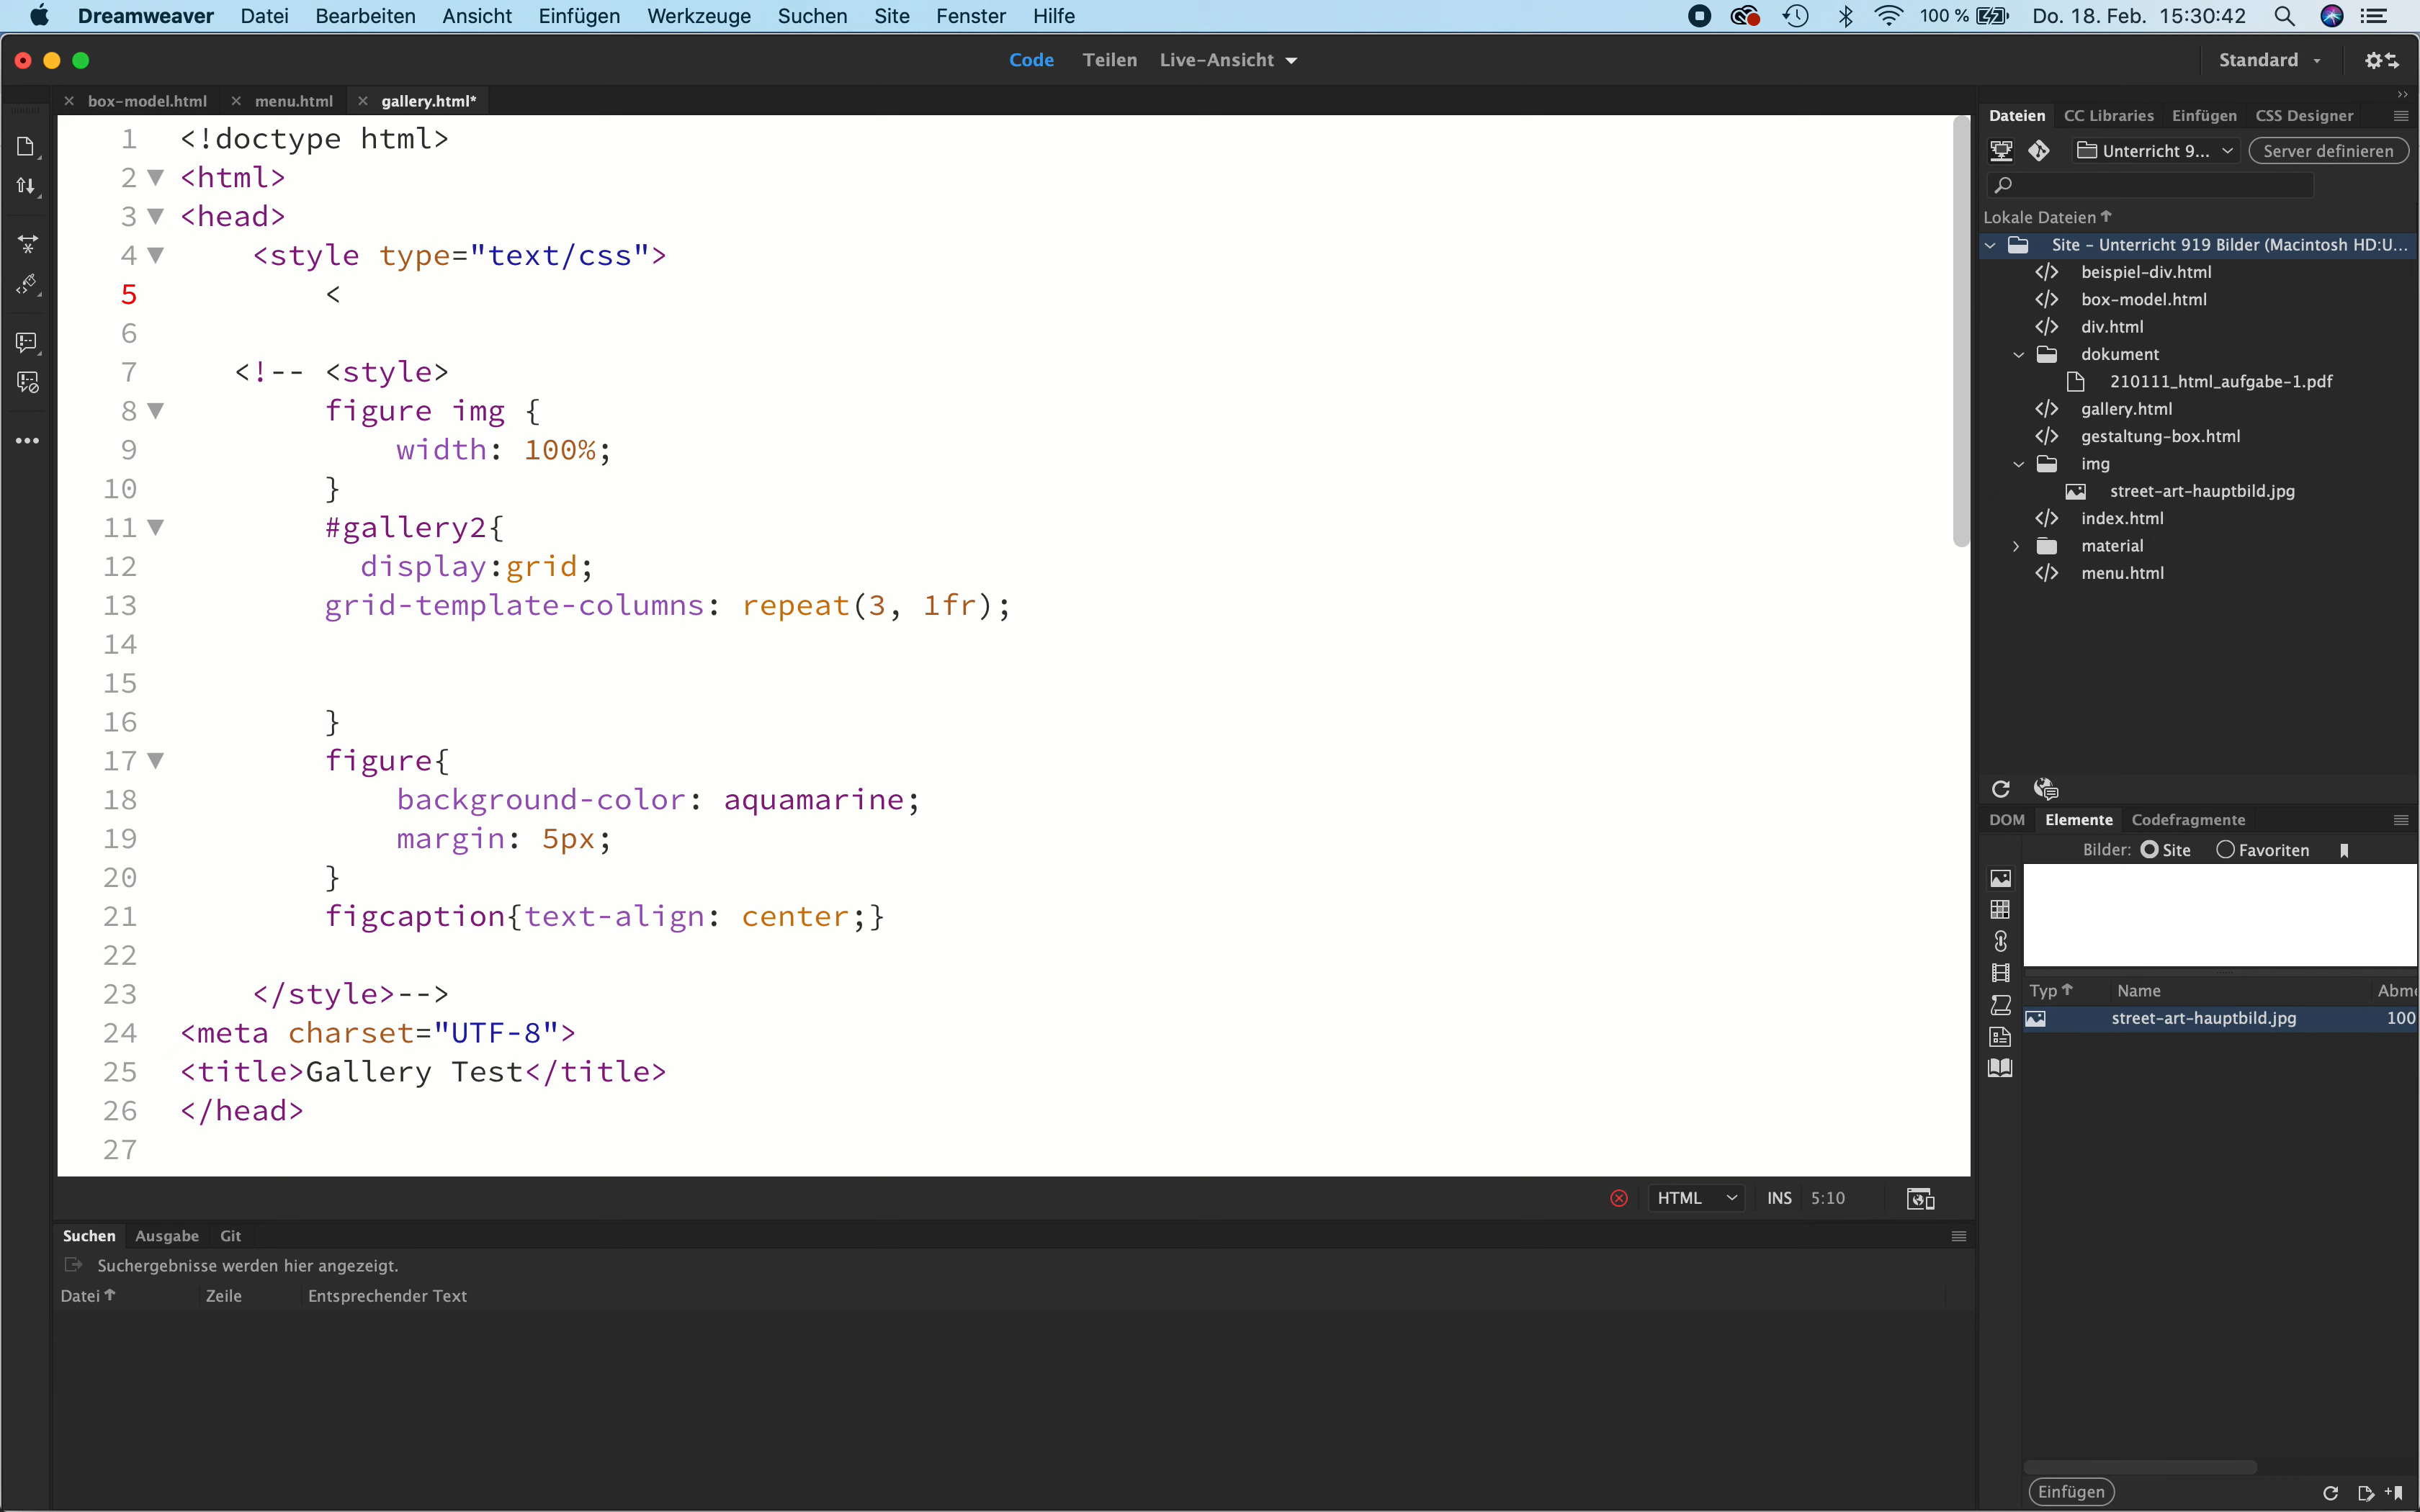 Dreamweaver Datei Bearbeiten Ansicht Einfügen Werkzeuge Suchen Site Fenster Hilfe 100 % Do. 18. Feb. 15:30:42
Code Teilen Live-Ansicht Standard
box-model.html menu.html gallery.html*
1 <!doctype html>
2 <html>
3 <head>
4 <style type="text/css">
5 <
6
7 <!-- <style>
8 figure img {
9 width: 100%;
10 }
11 #gallery2{
12 display:grid;
13 grid-template-columns: repeat(3, 1fr);
14
15
16 }
17 figure{
18 background-color: aquamarine;
19 margin: 5px;
20 }
21 figcaption{text-align: center;}
22
23 </style>-->
24 <meta charset="UTF-8">
25 <title>Gallery Test</title>
26 </head>
27
HTML INS 5:10
Suchen Ausgabe Git
Suchergebnisse werden hier angezeigt.
Datei Zeile Entsprechender Text
Dateien CC Libraries Einfügen CSS Designer
Unterricht 9... Server definieren
Lokale Dateien
Site - Unterricht 919 Bilder (Macintosh HD:U...
beispiel-div.html
box-model.html
div.html
dokument
210111_html_aufgabe-1.pdf
gallery.html
gestaltung-box.html
img
street-art-hauptbild.jpg
index.html
material
menu.html
DOM Elemente Codefragmente
Bilder: Site Favoriten
Typ Name Abme
street-art-hauptbild.jpg 100
Einfügen